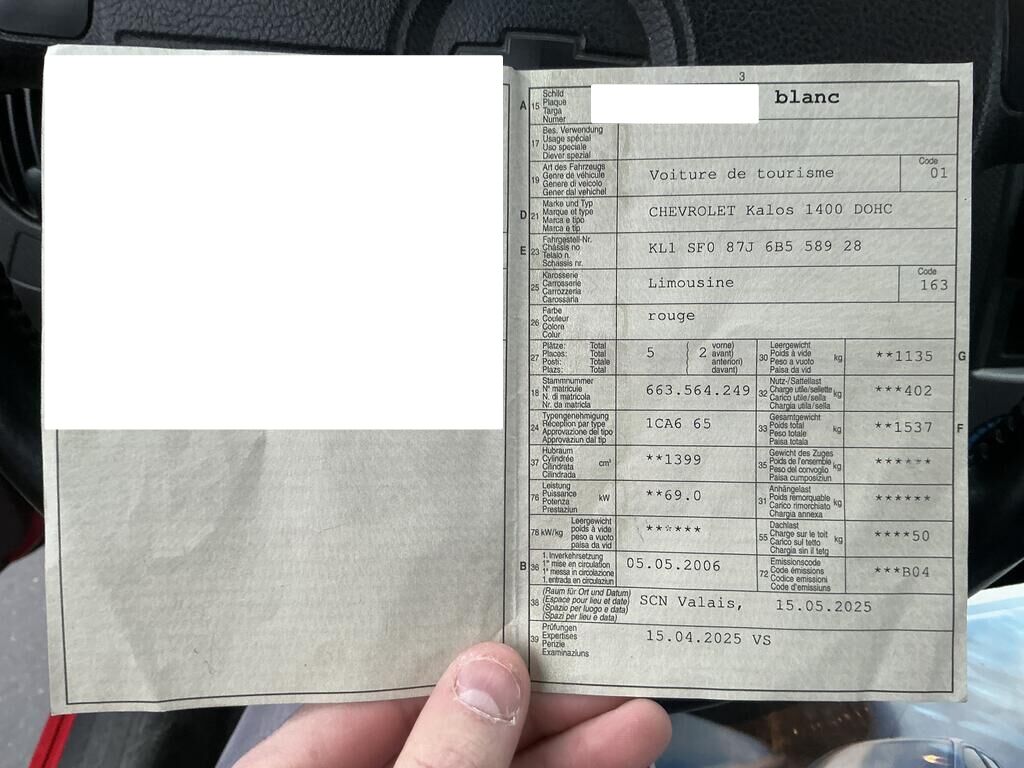 3
A 15 Schild
Plaque
Targa
Numer
blanc
17 Bes. Verwendung
Usage spécial
Uso speciale
Diever spezial
19 Art des Fahrzeugs
Genre de véhicule
Genere di veicolo
Gener dal vehichel
Voiture de tourisme
Code
01
D 21 Marke und Typ
Marque et type
Marca e tipo
Marca e tip
CHEVROLET Kalos 1400 DOHC
E 23 Fahrgestell-Nr.
Châssis no
Telaio n.
Schassis nr.
KL1 SF0 87J 6B5 589 28
25 Karosserie
Carrosserie
Carrozzeria
Carossaria
Limousine
Code
163
26 Farbe
Couleur
Colore
Colur
rouge
27 Plätze: Total
Places: Total
Posti: Totale
Plazs: Total
5 ( 2 vorne)
avant)
anteriori)
davant)
30 Leergewicht
Poids à vide
Peso a vuoto
Paisa da vid
kg **1135 G
18 Stammnummer
N° matricule
N. di matricola
Nr. da matricla
663.564.249
32 Nutz-/Sattellast
Charge utile/sellette
Carico utile/sella
Chargia utila/sella
kg ***402
24 Typengenehmigung
Réception par type
Approvazione del tipo
Approvaziun dal tip
1CA6 65
33 Gesamtgewicht
Poids total
Peso totale
Paisa totala
kg **1537 F
37 Hubraum
Cylindrée
Cilindrata
Cilindrada
cm³ **1399
35 Gewicht des Zuges
Poids de l'ensemble
Peso del convoglio
Paisa cumposiziun
kg ******
76 Leistung
Puissance
Potenza
Prestaziun
kW **69.0
31 Anhängelast
Poids remorquable
Carico rimorchiato
Chargia annexa
kg ******
78 kW/kg Leergewicht
poids à vide
peso a vuoto
paisa da vid
******
55 Dachlast
Charge sur le toit
Carico sul tetto
Chargia sin il tetg
kg ****50
B 36 1. Inverkehrsetzung
1re mise en circulation
1a messa in circolazione
1. entrada en circulaziun
05.05.2006
72 Emissionscode
Code émissions
Codice emissioni
Code d'emissiuns
***B04
38 (Raum für Ort und Datum)
(Espace pour lieu et date)
(Spazio per luogo e data)
(Spazi per lieu e data)
SCN Valais, 15.05.2025
39 Prüfungen
Expertises
Perizie
Examinaziuns
15.04.2025 VS